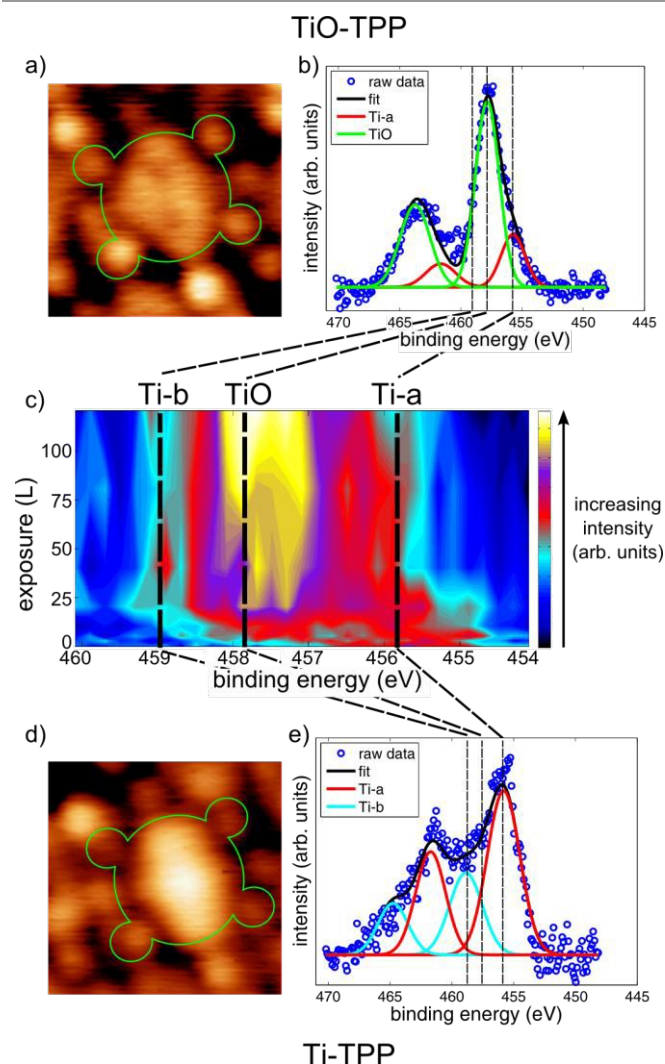 TiO-TPP
a)
b)
raw data
fit
Ti-a
TiO
intensity (arb. units)
470 465 460 455 450 445
binding energy (eV)
c)
Ti-b TiO Ti-a
exposure (L)
100
75
50
25
0
460 459 458 457 456 455 454
binding energy (eV)
increasing
intensity
(arb. units)
d)
e)
raw data
fit
Ti-a
Ti-b
intensity (arb. units)
470 465 460 455 450 445
binding energy (eV)
Ti-TPP